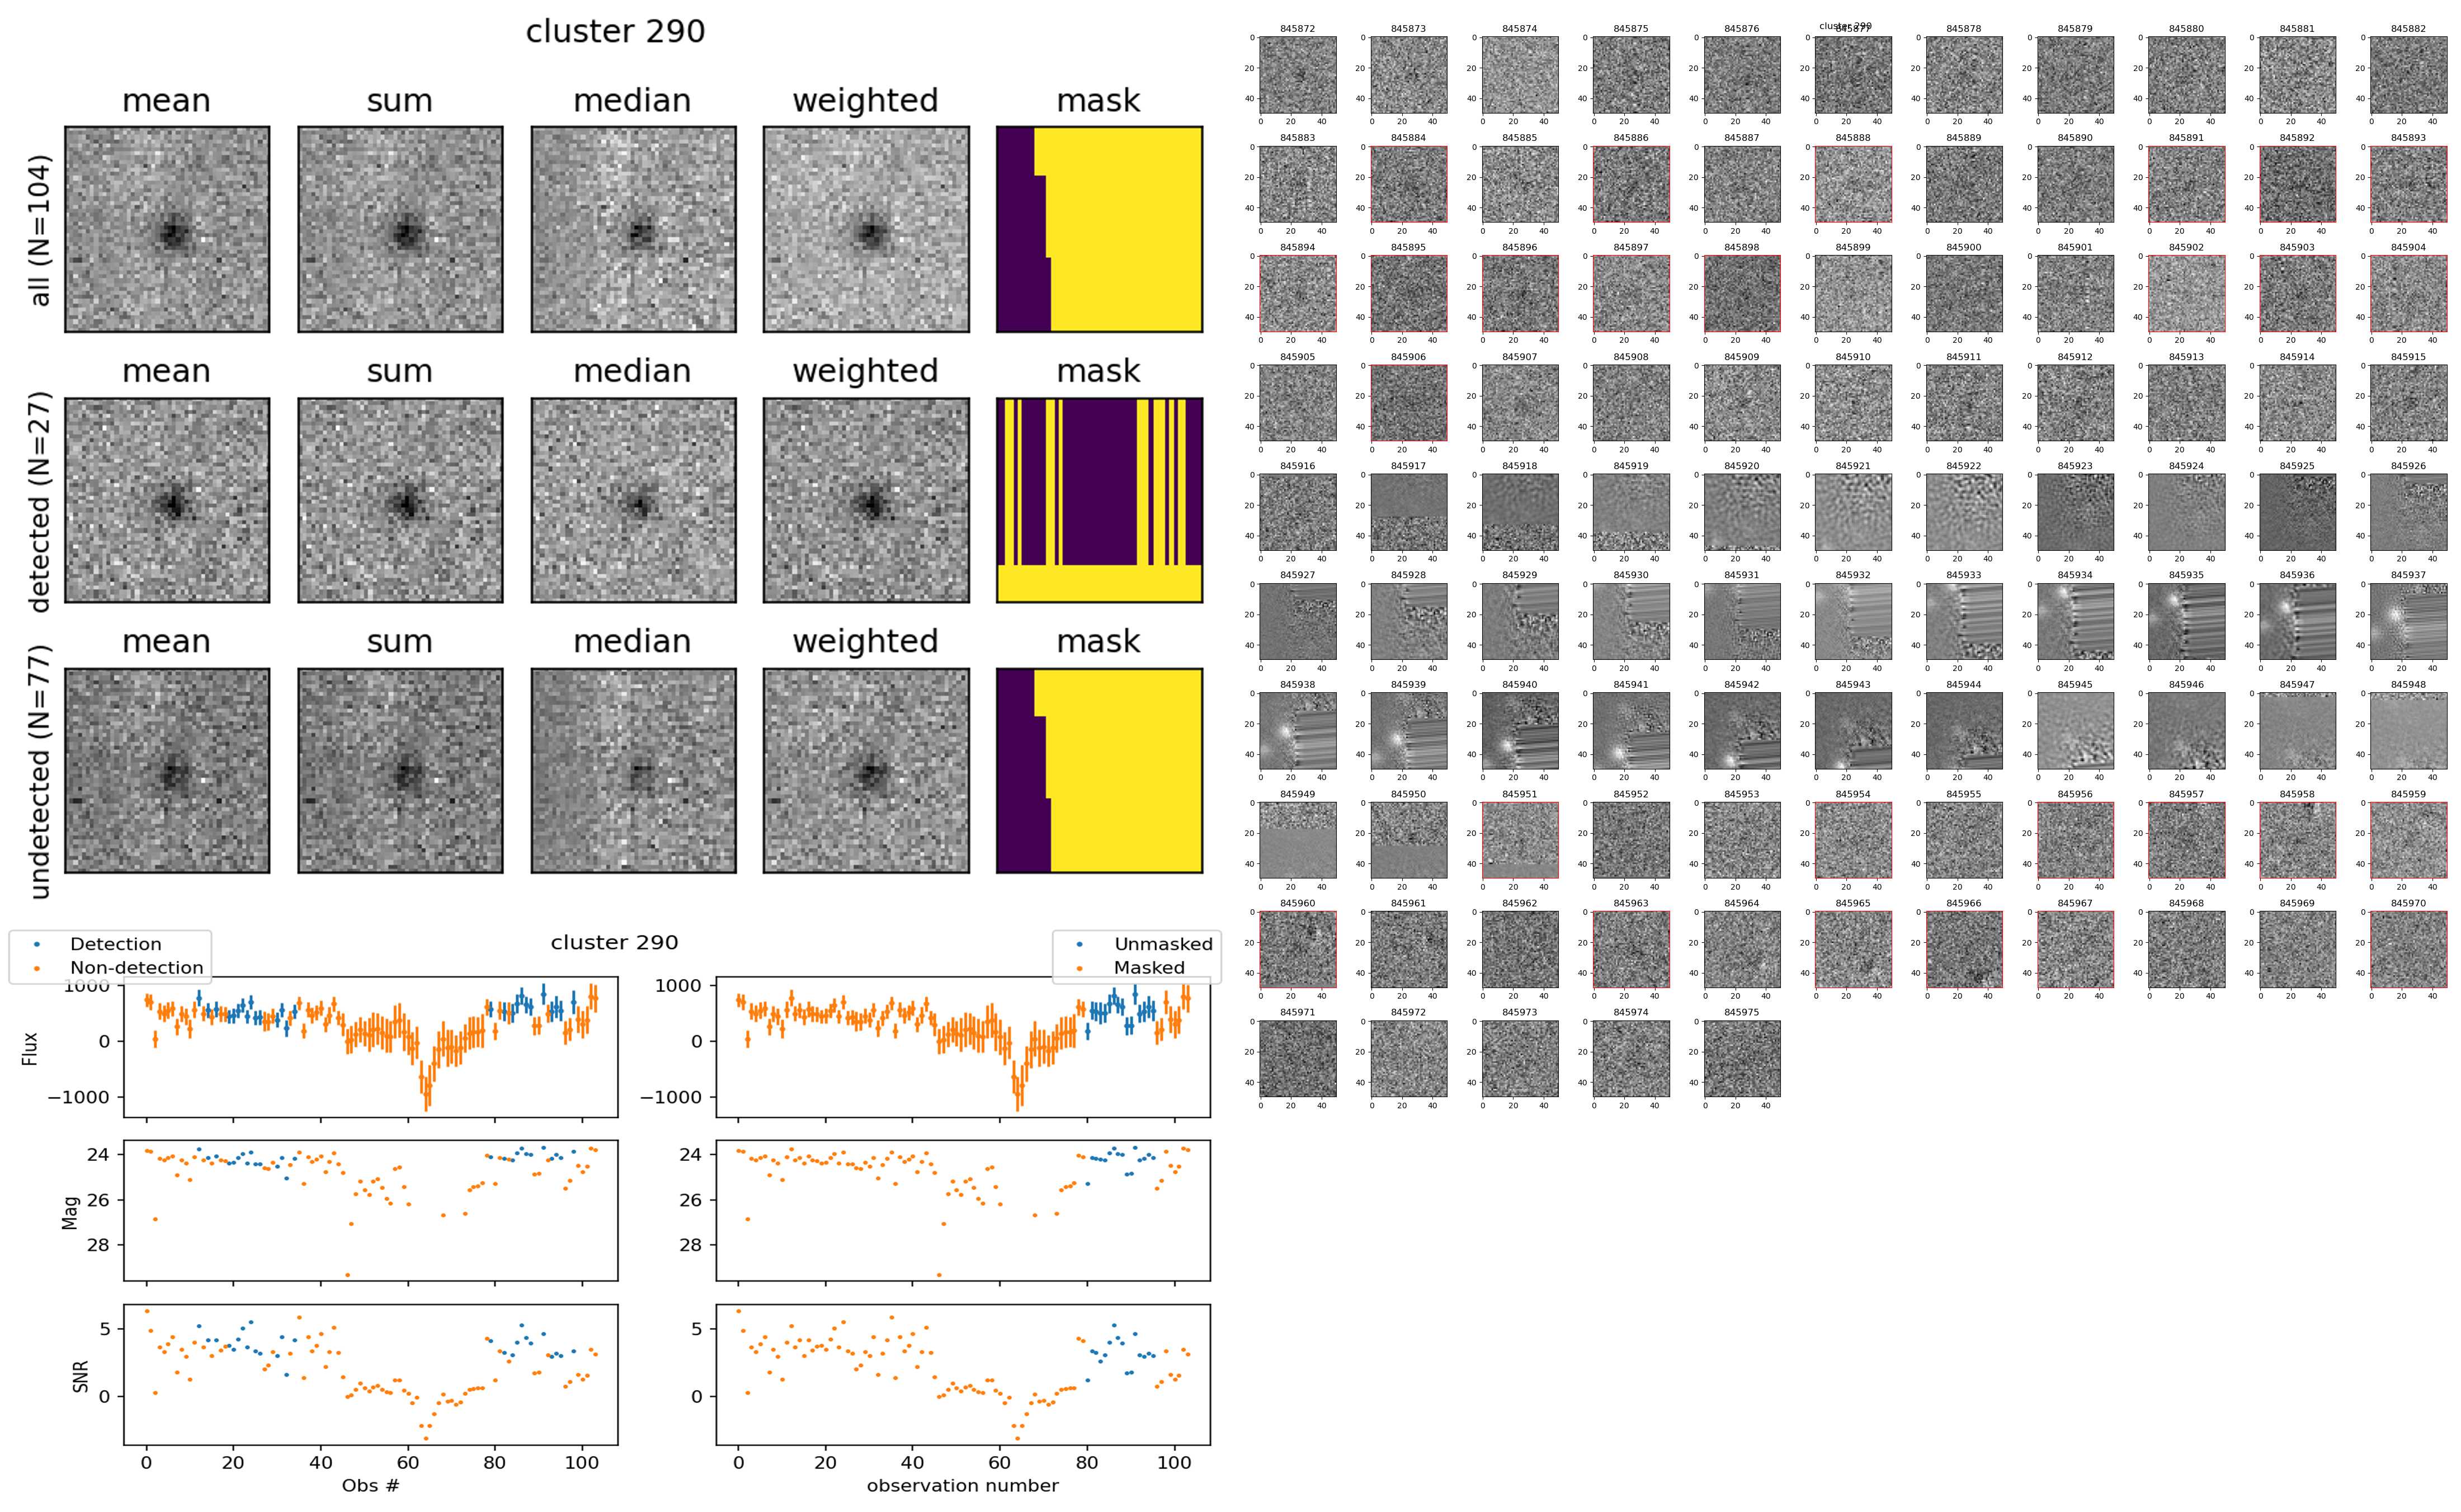 cluster 290
mean sum median weighted mask
all (N=104)
mean sum median weighted mask
detected (N=27)
mean sum median weighted mask
undetected (N=77)
cluster 290
Detection
Non-detection
Unmasked
Masked
1000
0
−1000
Flux
1000
0
−1000
24
26
28
Mag
24
26
28
5
0
SNR
5
0
0 20 40 60 80 100
Obs #
0 20 40 60 80 100
observation number
cluster 290
845872 845873 845874 845875 845876 845877 845878 845879 845880 845881 845882
845883 845884 845885 845886 845887 845888 845889 845890 845891 845892 845893
845894 845895 845896 845897 845898 845899 845900 845901 845902 845903 845904
845905 845906 845907 845908 845909 845910 845911 845912 845913 845914 845915
845916 845917 845918 845919 845920 845921 845922 845923 845924 845925 845926
845927 845928 845929 845930 845931 845932 845933 845934 845935 845936 845937
845938 845939 845940 845941 845942 845943 845944 845945 845946 845947 845948
845949 845950 845951 845952 845953 845954 845955 845956 845957 845958 845959
845960 845961 845962 845963 845964 845965 845966 845967 845968 845969 845970
845971 845972 845973 845974 845975